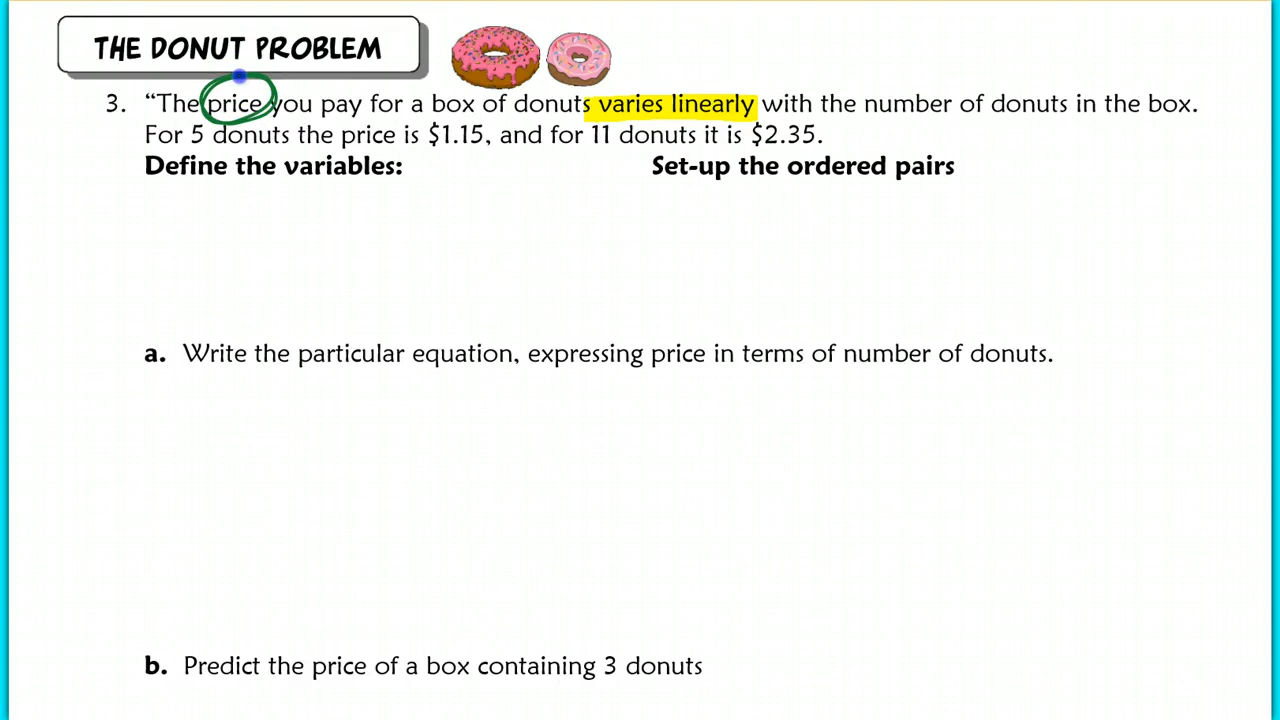 THE DONUT PROBLEM
3. “The price you pay for a box of donuts varies linearly with the number of donuts in the box.
For 5 donuts the price is $1.15, and for 11 donuts it is $2.35.
Define the variables: Set-up the ordered pairs
a. Write the particular equation, expressing price in terms of number of donuts.
b. Predict the price of a box containing 3 donuts